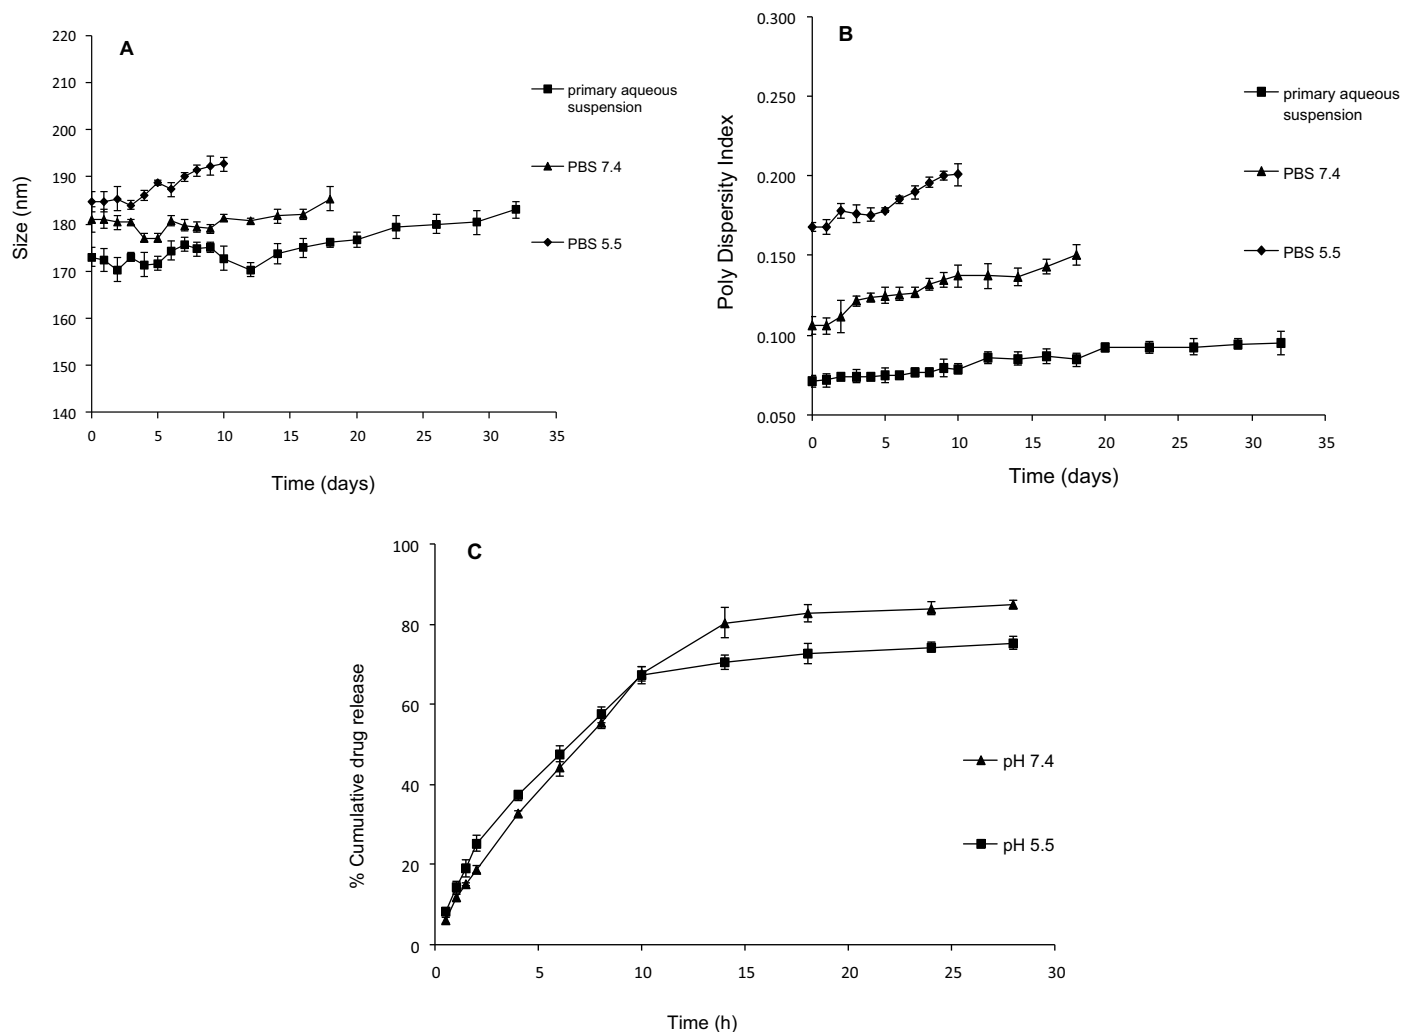 A
220
210
200
190
180
170
160
150
140
0
5
10
15
20
25
30
35
Size (nm)
Time (days)
primary aqueous
suspension
PBS 7.4
PBS 5.5
B
0.300
0.250
0.200
0.150
0.100
0.050
0
5
10
15
20
25
30
35
Poly Dispersity Index
Time (days)
primary aqueous
suspension
PBS 7.4
PBS 5.5
C
100
80
60
40
20
0
0
5
10
15
20
25
30
% Cumulative drug release
Time (h)
pH 7.4
pH 5.5